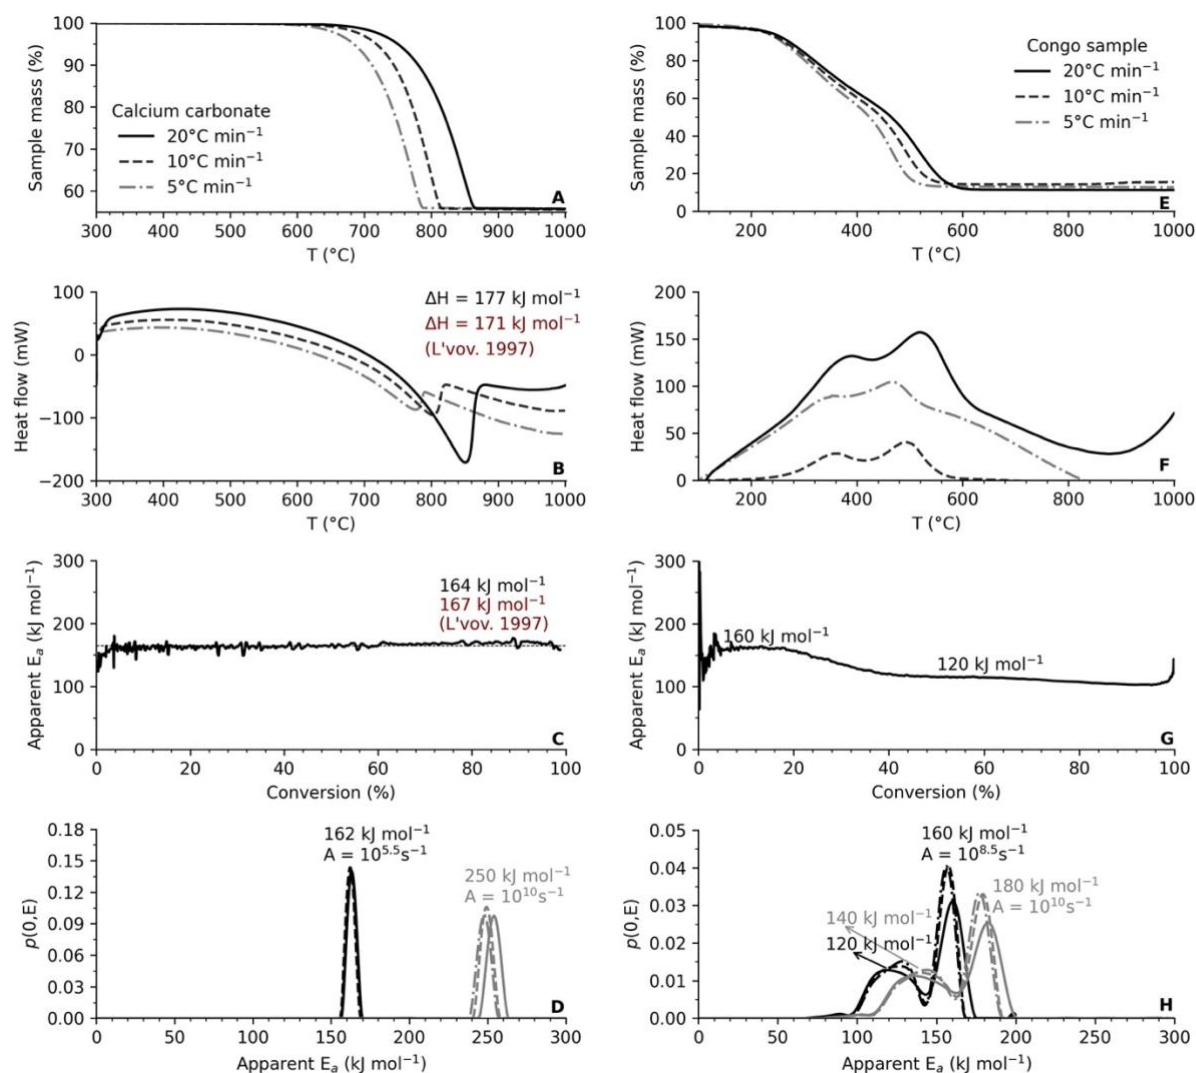 100
90
80
70
60
Sample mass (%)
Calcium carbonate
20°C min⁻¹
10°C min⁻¹
5°C min⁻¹
A
300 400 500 600 700 800 900 1000
T (°C)
100
80
60
40
20
0
Sample mass (%)
Congo sample
20°C min⁻¹
10°C min⁻¹
5°C min⁻¹
E
200 400 600 800 1000
T (°C)
100
0
−100
−200
Heat flow (mW)
ΔH = 177 kJ mol⁻¹
ΔH = 171 kJ mol⁻¹
(L'vov. 1997)
B
300 400 500 600 700 800 900 1000
T (°C)
200
150
100
50
0
Heat flow (mW)
F
200 400 600 800 1000
T (°C)
300
200
100
0
Apparent Eₐ (kJ mol⁻¹)
164 kJ mol⁻¹
167 kJ mol⁻¹
(L'vov. 1997)
C
0 20 40 60 80 100
Conversion (%)
300
200
100
0
Apparent Eₐ (kJ mol⁻¹)
160 kJ mol⁻¹
120 kJ mol⁻¹
G
0 20 40 60 80 100
Conversion (%)
0.18
0.15
0.12
0.09
0.06
0.03
0.00
p(0,E)
162 kJ mol⁻¹
A = 10⁵·⁵s⁻¹
250 kJ mol⁻¹
A = 10¹⁰s⁻¹
D
0 50 100 150 200 250 300
Apparent Eₐ (kJ mol⁻¹)
0.05
0.04
0.03
0.02
0.01
0.00
p(0,E)
160 kJ mol⁻¹
A = 10⁸·⁵s⁻¹
180 kJ mol⁻¹
A = 10¹⁰s⁻¹
140 kJ mol⁻¹
120 kJ mol⁻¹
H
0 50 100 150 200 250 300
Apparent Eₐ (kJ mol⁻¹)